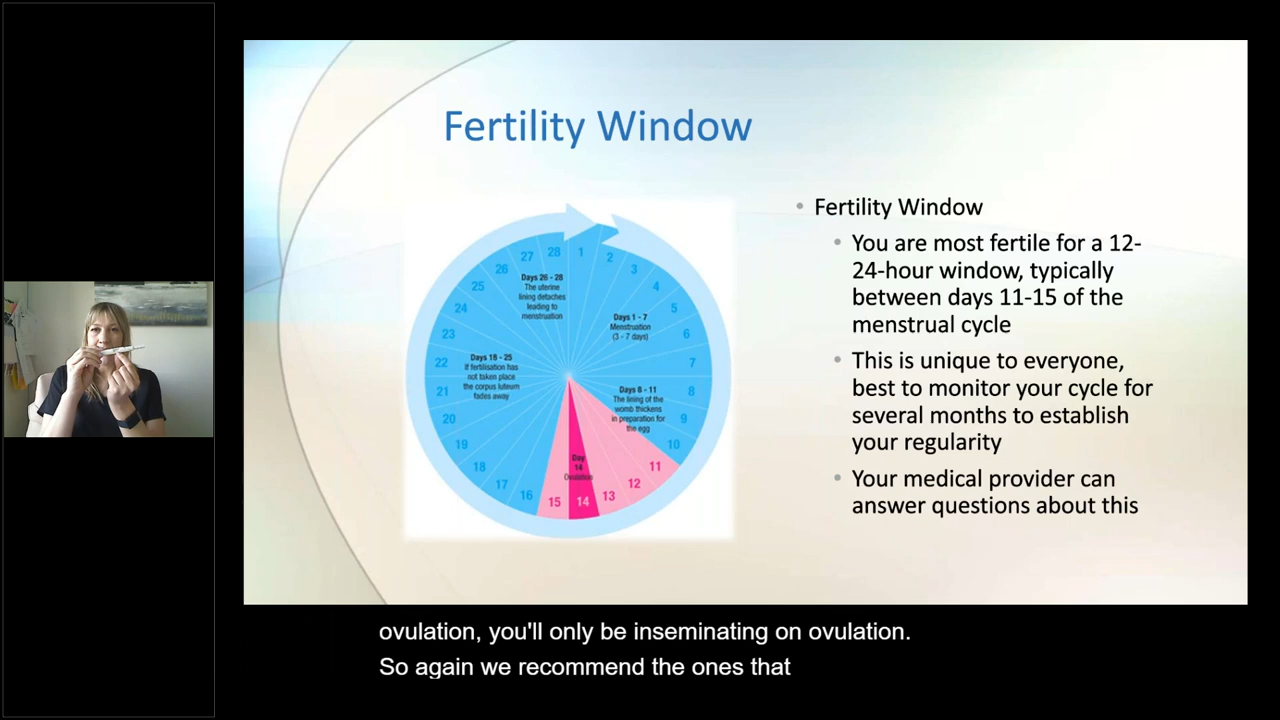 Fertility Window
27
28
1
2
26
3
25
4
24
5
23
6
22
7
21
8
20
9
19
10
18
11
17
12
16
13
15
14
Days 26 - 28
The uterine
lining detaches
leading to
menstruation
Days 1 - 7
Menstruation
(3 - 7 days)
Days 18 - 25
If fertilisation has
not taken place
the corpus luteum
fades away
Days 8 - 11
The lining of the
womb thickens
in preparation for
the egg
Day
14
Ovulation
Fertility Window
You are most fertile for a 12-
24-hour window, typically
between days 11-15 of the
menstrual cycle
This is unique to everyone,
best to monitor your cycle for
several months to establish
your regularity
Your medical provider can
answer questions about this
ovulation, you'll only be inseminating on ovulation.
So again we recommend the ones that